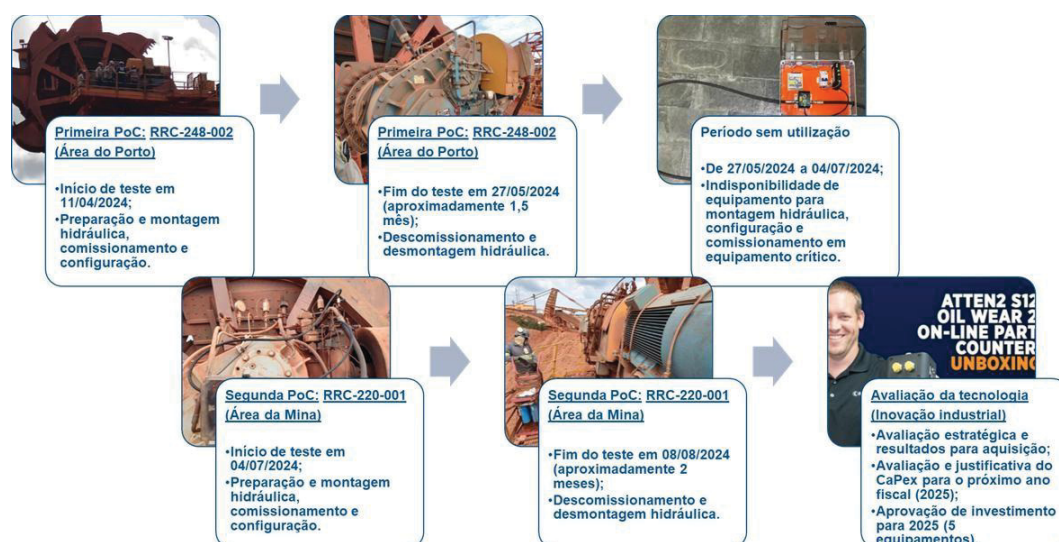 Primeira PoC: RRC-248-002
(Área do Porto)
•Início de teste em
11/04/2024;
•Preparação e montagem
hidráulica,
comissionamento e
configuração.
Primeira PoC: RRC-248-002
(Área do Porto)
•Fim do teste em 27/05/2024
(aproximadamente 1,5
mês);
•Descomissionamento e
desmontagem hidráulica.
Período sem utilização
•De 27/05/2024 a 04/07/2024;
•Indisponibilidade de
equipamento para
montagem hidráulica,
configuração e
comissionamento em
equipamento crítico.
Segunda PoC: RRC-220-001
(Área da Mina)
•Início de teste em
04/07/2024;
•Preparação e montagem
hidráulica,
comissionamento e
configuração.
Segunda PoC: RRC-220-001
(Área da Mina)
•Fim do teste em 08/08/2024
(aproximadamente 2
meses);
•Descomissionamento e
desmontagem hidráulica.
ATTEN2 S12
OIL WEAR 2
ON-LINE PART
COUNTER
UNBOXING
Avaliação da tecnologia
(Inovação industrial)
•Avaliação estratégica e
resultados para aquisição;
•Avaliação e justificativa do
CaPex para o próximo ano
fiscal (2025);
•Aprovação de investimento
para 2025 (5
equipamentos)